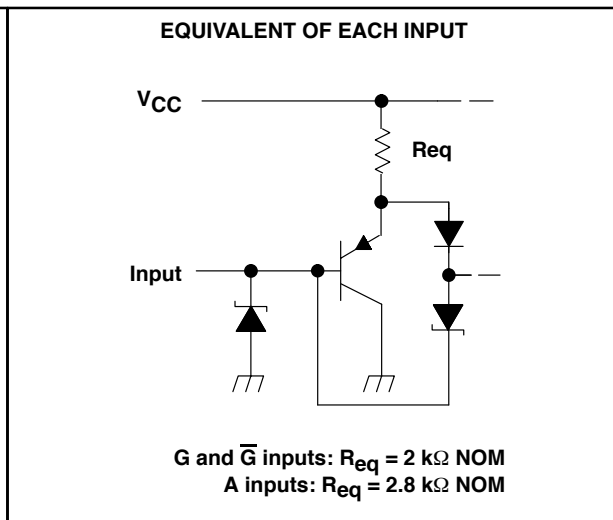 EQUIVALENT OF EACH INPUT
VCC
Req
Input
G and G̅ inputs: Req = 2 kΩ NOM
A inputs: Req = 2.8 kΩ NOM